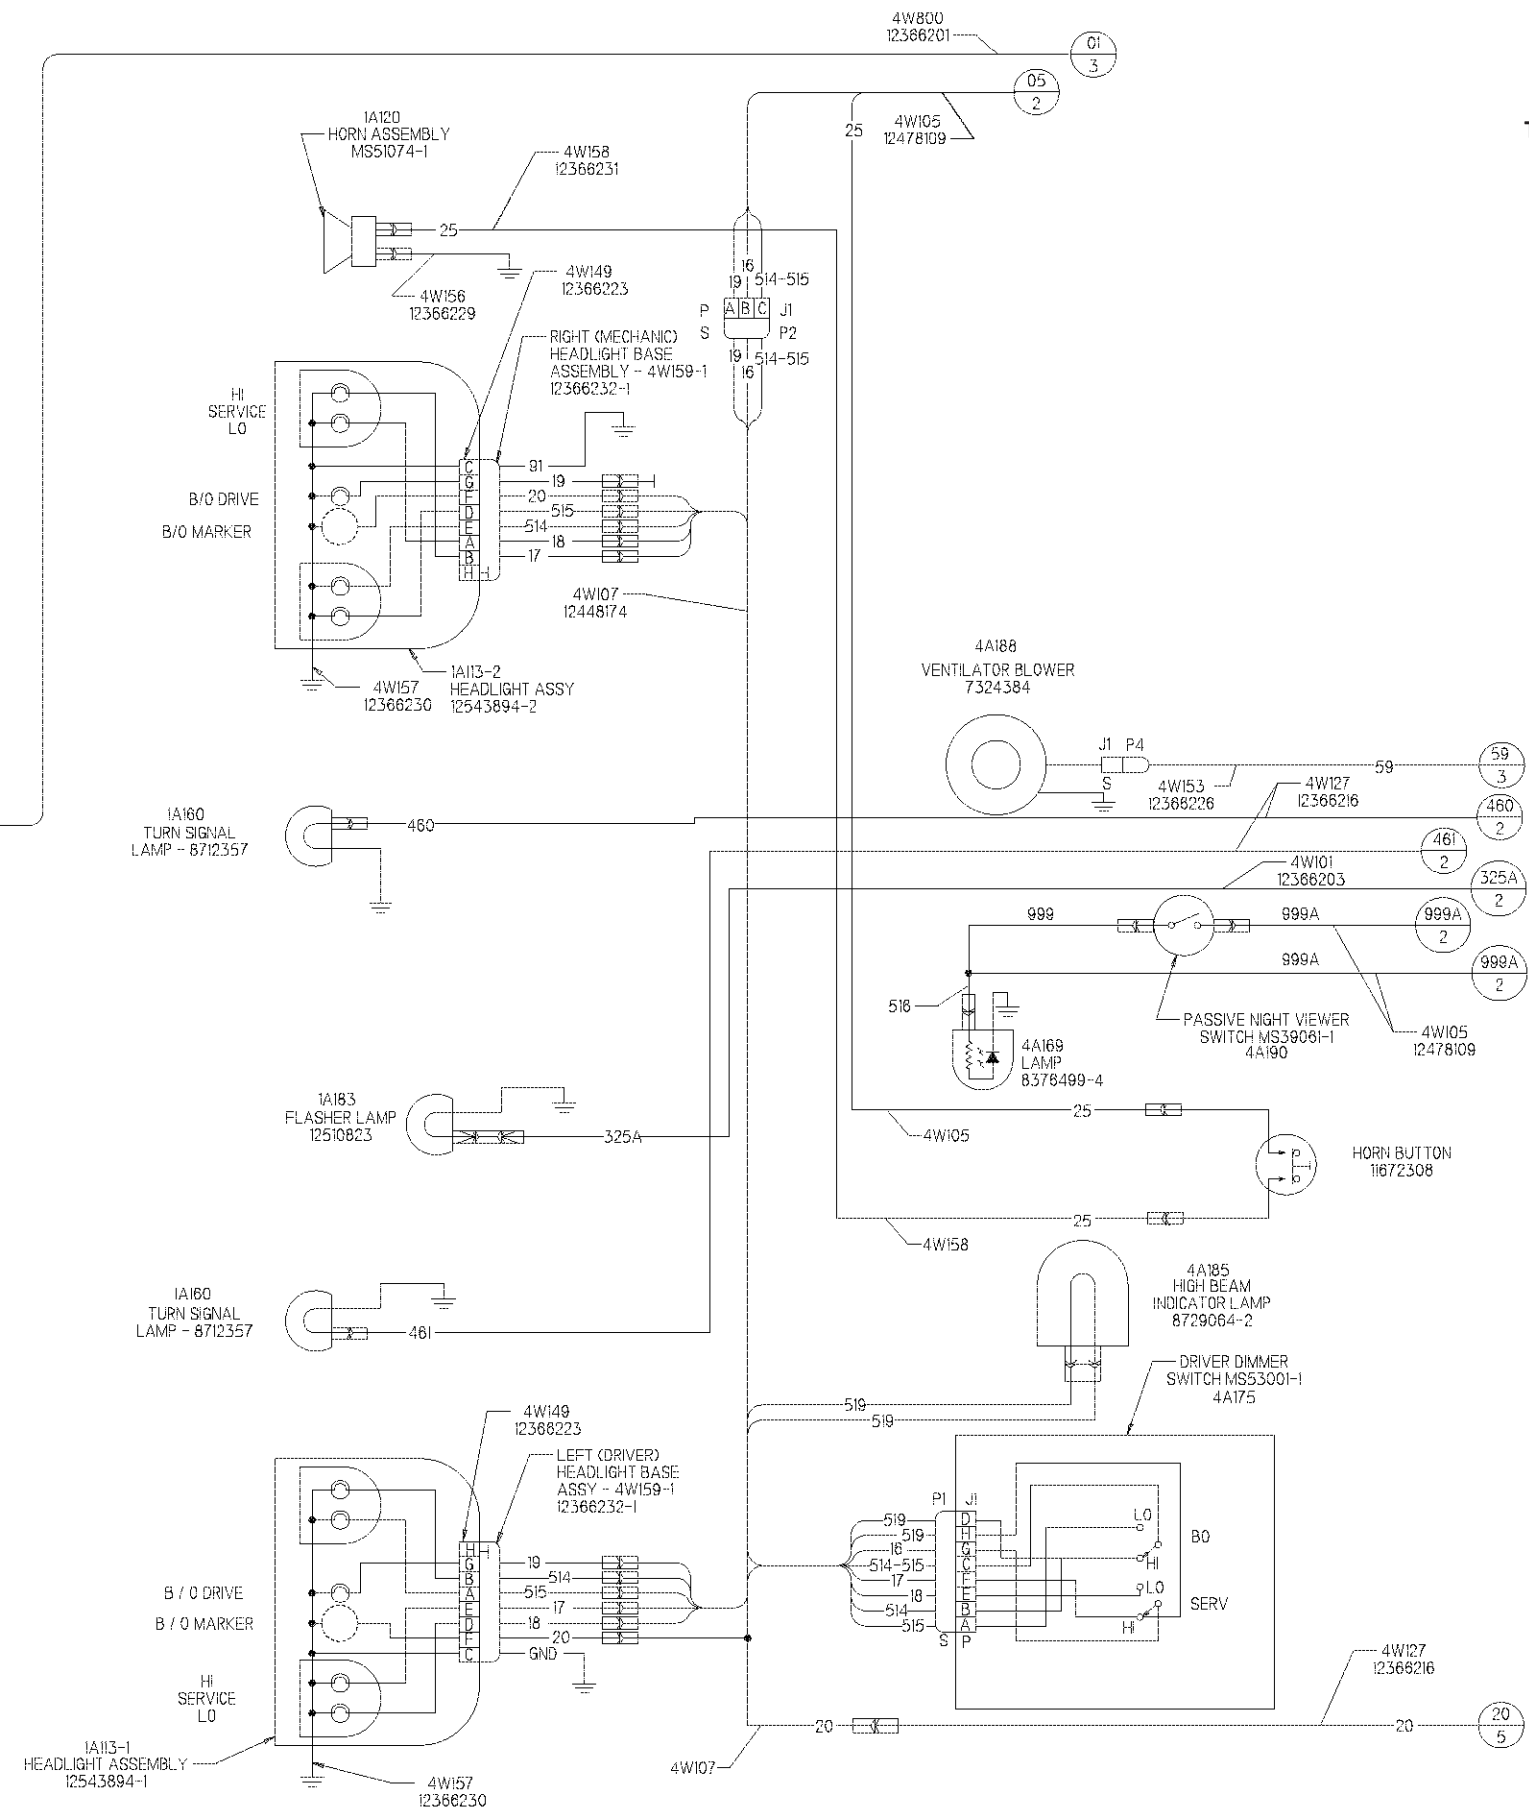 4W800
12366201
01
3
05
2
25
4W105
12478109
1A120
HORN ASSEMBLY
MS51074-1
4W158
12366231
25
4W156
12366229
4W149
12366223
16
19 514-515
P A B C J1
S P2
19 514-515
16
RIGHT (MECHANIC)
HEADLIGHT BASE
ASSEMBLY - 4W159-1
12366232-1
HI
SERVICE
LO
B/O DRIVE
B/O MARKER
C 91
G 19
F 20
D 515
E 514
A 18
B 17
H
4W107
12448174
4W157
12366230
1A113-2
HEADLIGHT ASSY
12543894-2
4A188
VENTILATOR BLOWER
7324384
J1 P4
S
59
59
3
4W153
12366226
4W127
12366216
1A160
TURN SIGNAL
LAMP - 8712357
460
460
2
461
2
4W101
12366203
325A
2
999
999A
999A
2
999A
999A
2
516
4A169
LAMP
8376499-4
PASSIVE NIGHT VIEWER
SWITCH MS39061-1
4A190
4W105
12478109
1A183
FLASHER LAMP
12510823
325A
25
4W105
HORN BUTTON
11672308
25
4W158
1A160
TURN SIGNAL
LAMP - 8712357
461
4A185
HIGH BEAM
INDICATOR LAMP
8729064-2
DRIVER DIMMER
SWITCH MS53001-1
4A175
519
519
4W149
12366223
LEFT (DRIVER)
HEADLIGHT BASE
ASSY - 4W159-1
12366232-1
H
G 19
B 514
A 515
E 17
D 18
F 20
C GND
B / O DRIVE
B / O MARKER
HI
SERVICE
LO
1A113-1
HEADLIGHT ASSEMBLY
12543894-1
4W157
12366230
P1 J1
519 D
519 H
16 G
514-515 C
17 F
18 E
514 B
515 A
S P
LO
BO
HI
LO
SERV
HI
4W127
12366216
20
20
20
5
4W107